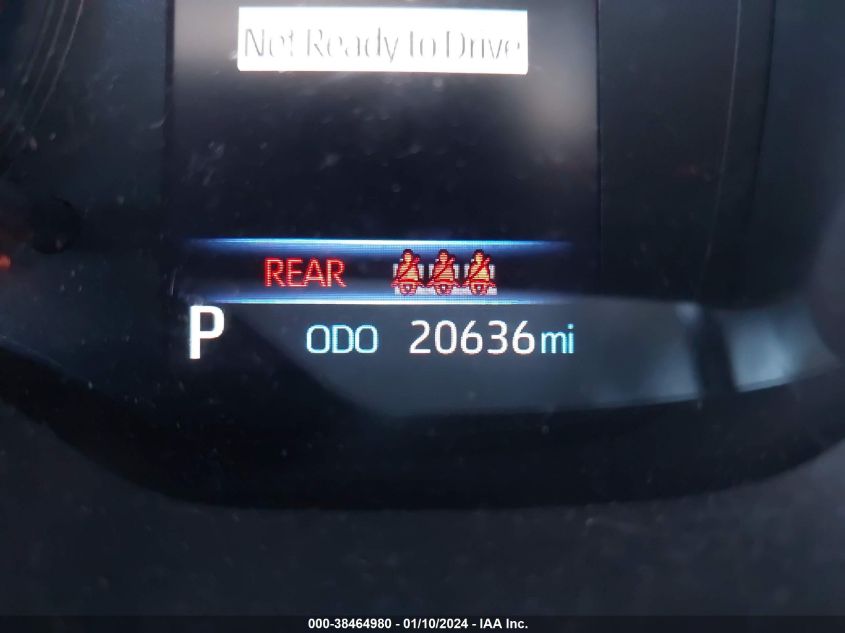 Not Ready to Drive
REAR
P ODO 20636 mi
000-38464980 - 01/10/2024 - IAA Inc.